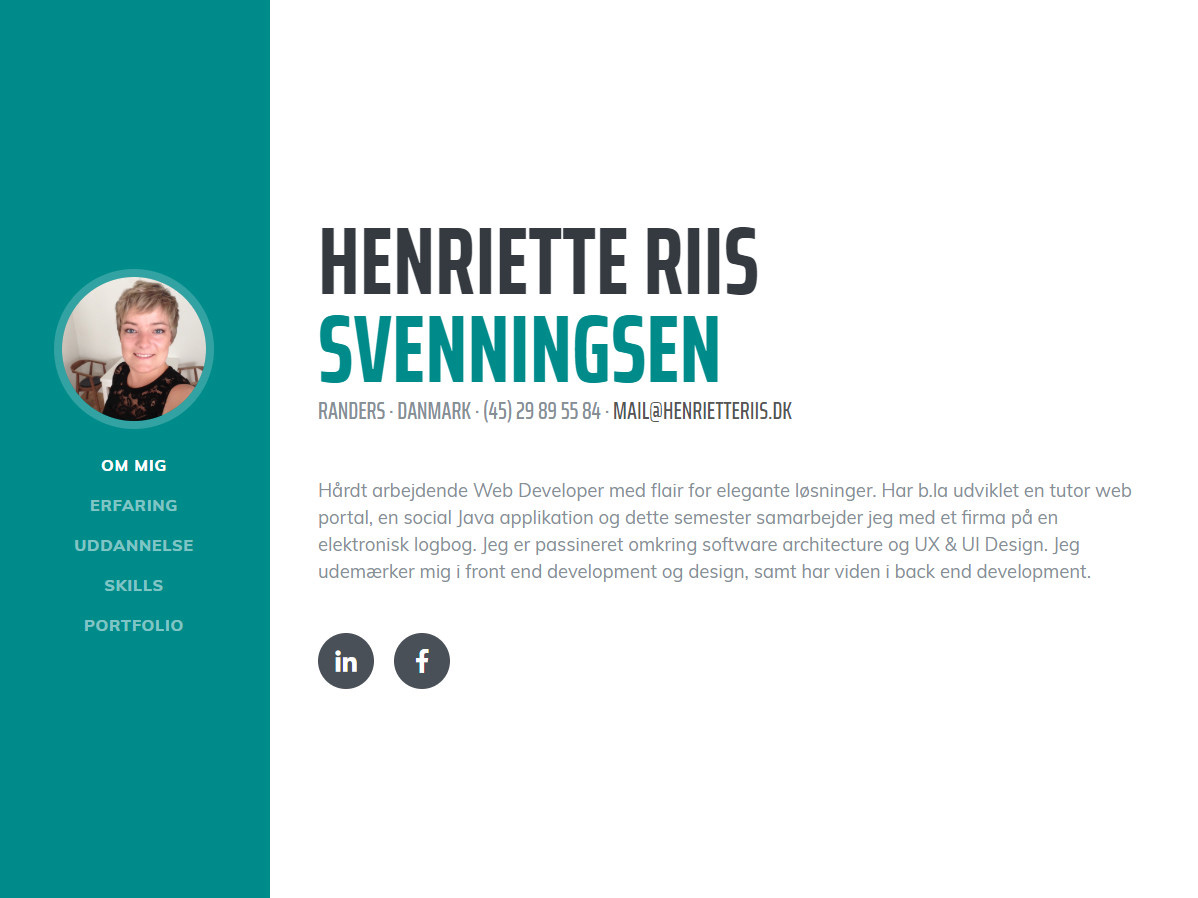 OM MIG
ERFARING
UDDANNELSE
SKILLS
PORTFOLIO
HENRIETTE RIIS
SVENNINGSEN
RANDERS · DANMARK · (45) 29 89 55 84 · MAIL@HENRIETTERIIS.DK
Hårdt arbejdende Web Developer med flair for elegante løsninger. Har b.la udviklet en tutor web
portal, en social Java applikation og dette semester samarbejder jeg med et firma på en
elektronisk logbog. Jeg er passineret omkring software architecture og UX & UI Design. Jeg
udemærker mig i front end development og design, samt har viden i back end development.
in f